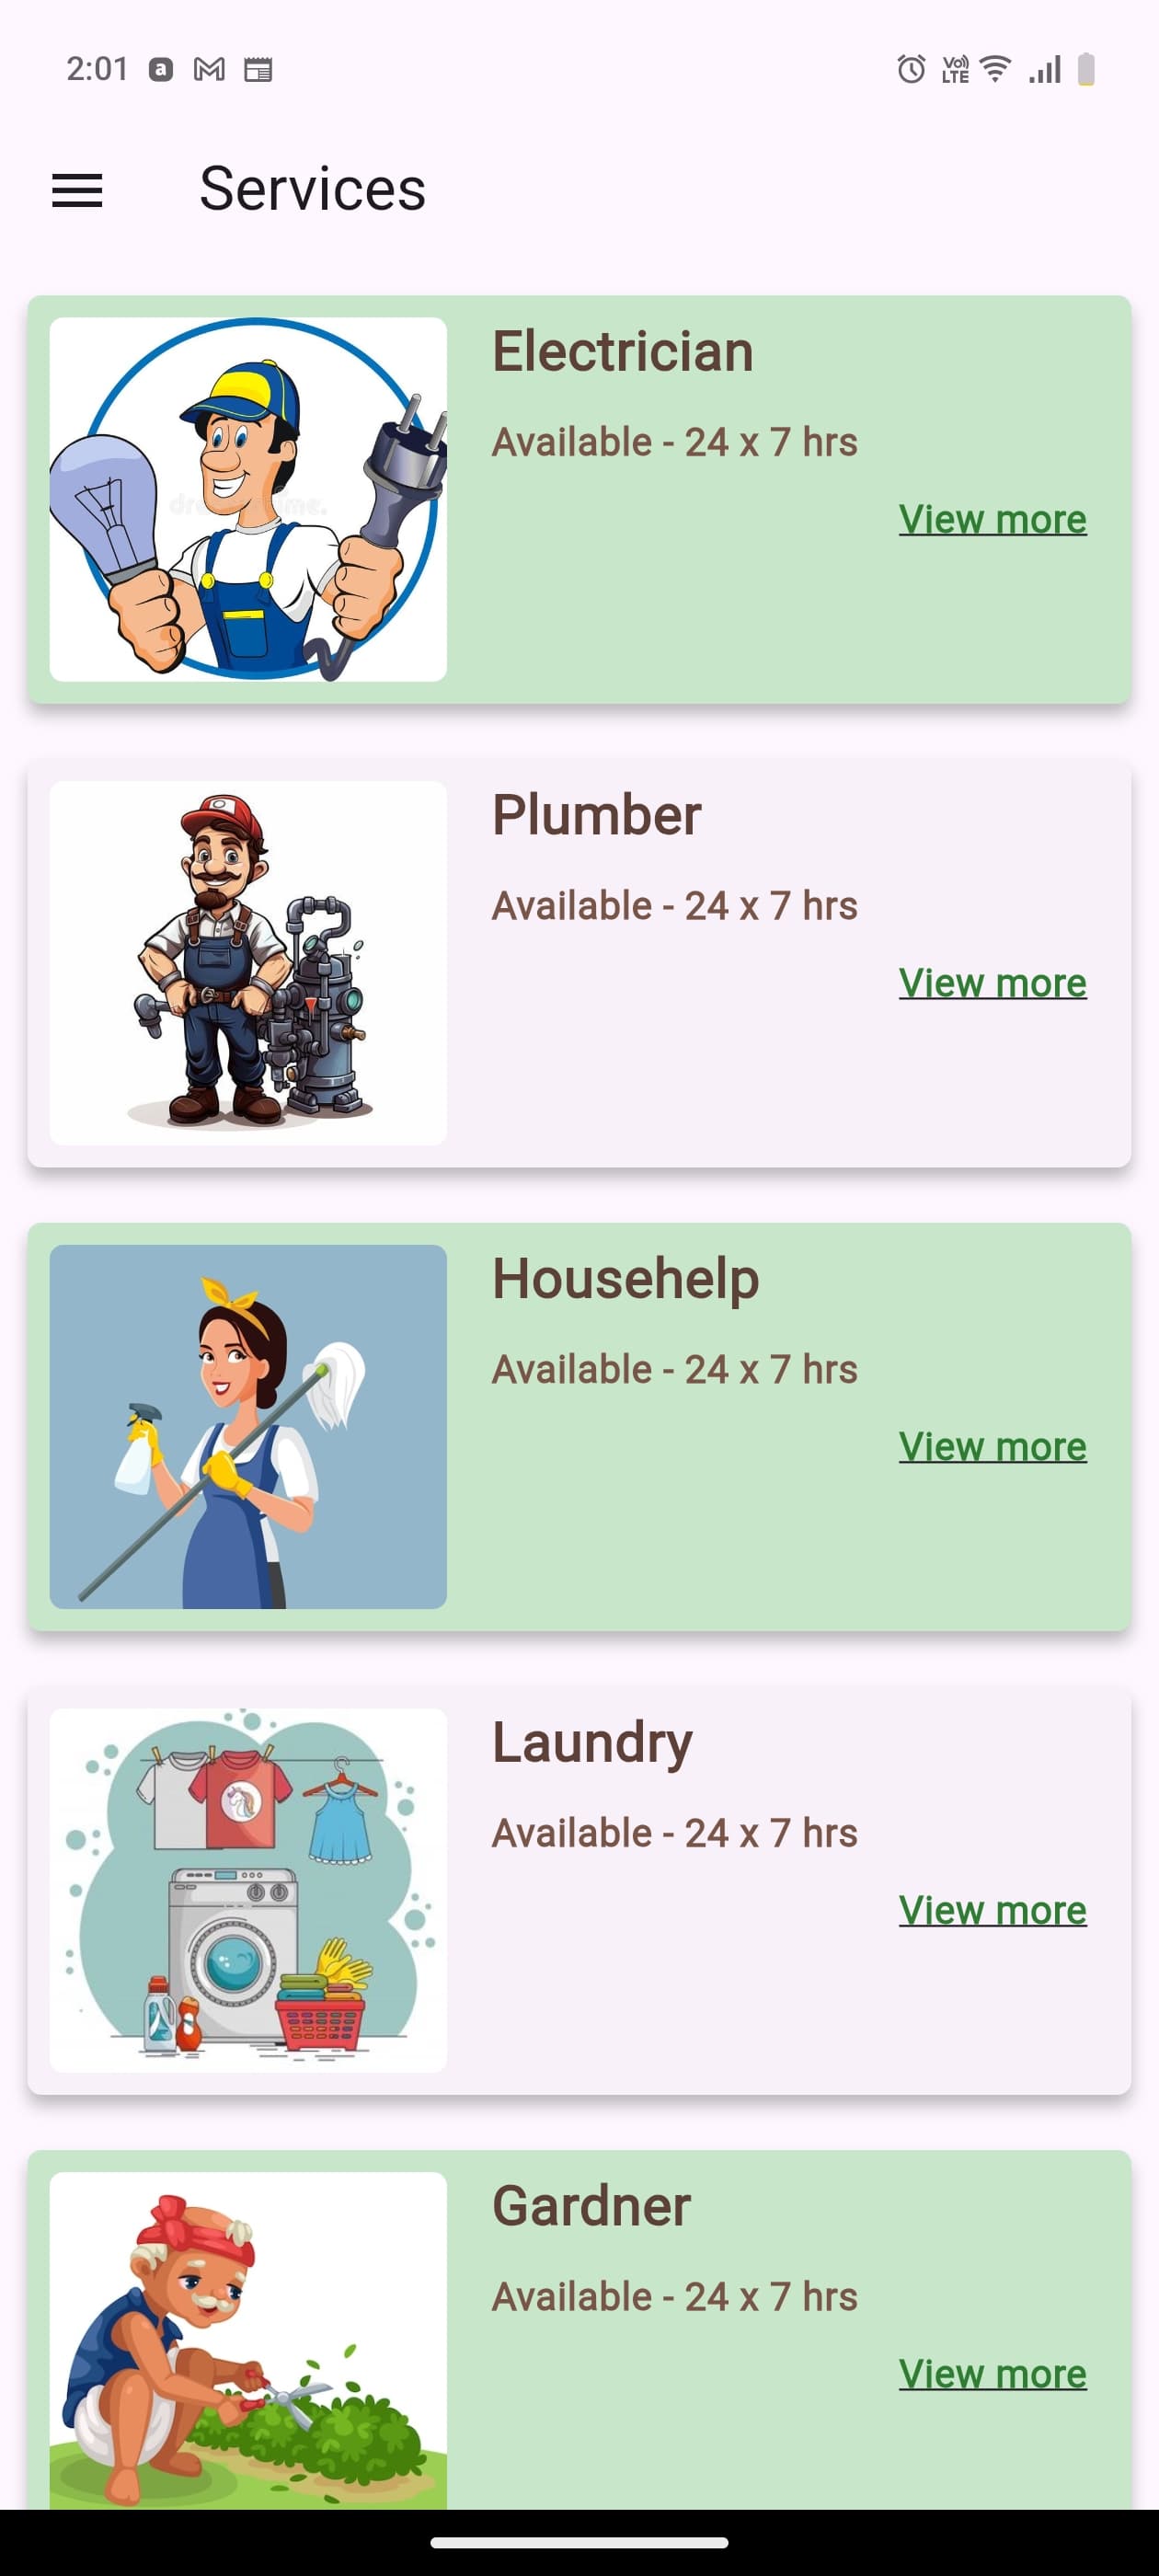 2:01
Vo)) LTE
Services
Electrician
Available - 24 x 7 hrs
View more
Plumber
Available - 24 x 7 hrs
View more
Househelp
Available - 24 x 7 hrs
View more
Laundry
Available - 24 x 7 hrs
View more
Gardner
Available - 24 x 7 hrs
View more